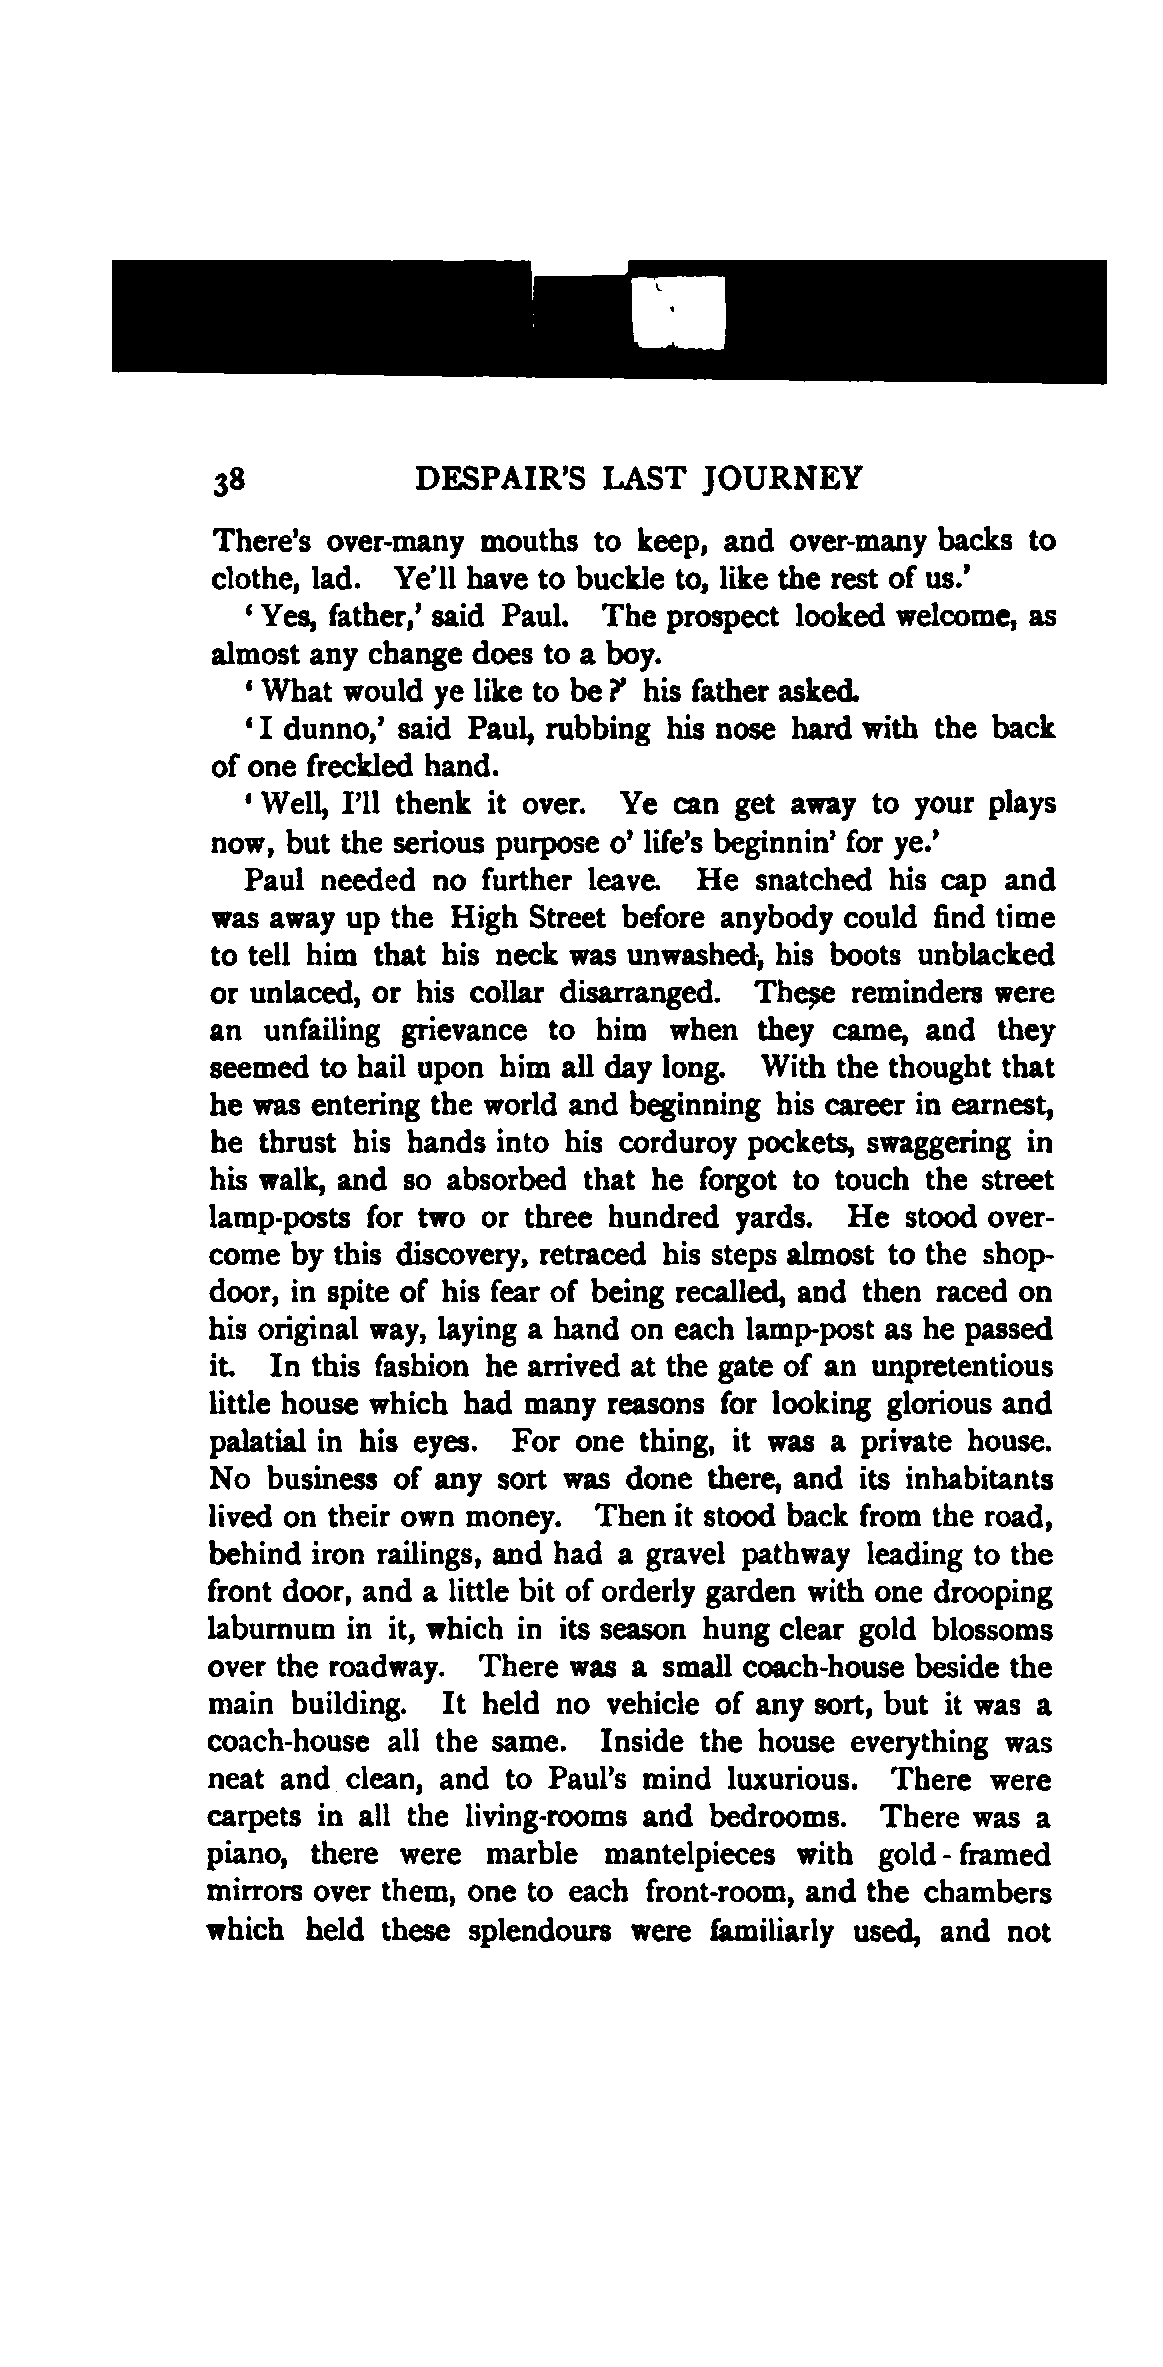 38 DESPAIR'S LAST JOURNEY
There's over-many mouths to keep, and over-many backs to
clothe, lad. Ye'll have to buckle to, like the rest of us.'
'Yes, father,' said Paul. The prospect looked welcome, as
almost any change does to a boy.
'What would ye like to be?' his father asked.
'I dunno,' said Paul, rubbing his nose hard with the back
of one freckled hand.
'Well, I'll thenk it over. Ye can get away to your plays
now, but the serious purpose o' life's beginnin' for ye.'
Paul needed no further leave. He snatched his cap and
was away up the High Street before anybody could find time
to tell him that his neck was unwashed, his boots unblacked
or unlaced, or his collar disarranged. These reminders were
an unfailing grievance to him when they came, and they
seemed to hail upon him all day long. With the thought that
he was entering the world and beginning his career in earnest,
he thrust his hands into his corduroy pockets, swaggering in
his walk, and so absorbed that he forgot to touch the street
lamp-posts for two or three hundred yards. He stood over-
come by this discovery, retraced his steps almost to the shop-
door, in spite of his fear of being recalled, and then raced on
his original way, laying a hand on each lamp-post as he passed
it. In this fashion he arrived at the gate of an unpretentious
little house which had many reasons for looking glorious and
palatial in his eyes. For one thing, it was a private house.
No business of any sort was done there, and its inhabitants
lived on their own money. Then it stood back from the road,
behind iron railings, and had a gravel pathway leading to the
front door, and a little bit of orderly garden with one drooping
laburnum in it, which in its season hung clear gold blossoms
over the roadway. There was a small coach-house beside the
main building. It held no vehicle of any sort, but it was a
coach-house all the same. Inside the house everything was
neat and clean, and to Paul's mind luxurious. There were
carpets in all the living-rooms and bedrooms. There was a
piano, there were marble mantelpieces with gold-framed
mirrors over them, one to each front-room, and the chambers
which held these splendours were familiarly used, and not